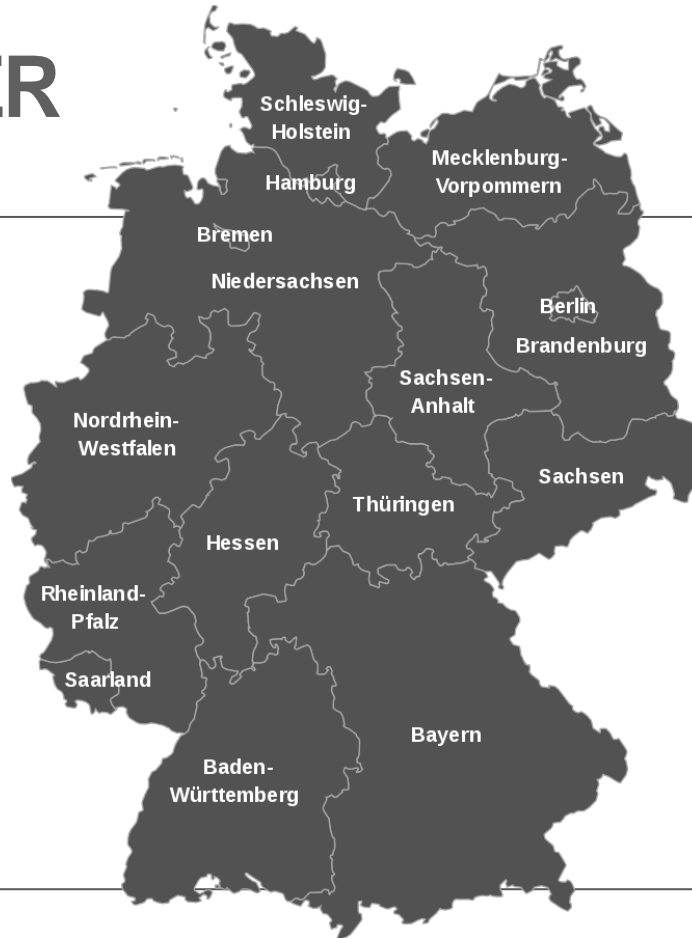 ER
Schleswig-
Holstein
Mecklenburg-
Vorpommern
Hamburg
Bremen
Niedersachsen
Berlin
Brandenburg
Sachsen-
Anhalt
Nordrhein-
Westfalen
Sachsen
Thüringen
Hessen
Rheinland-
Pfalz
Saarland
Bayern
Baden-
Württemberg